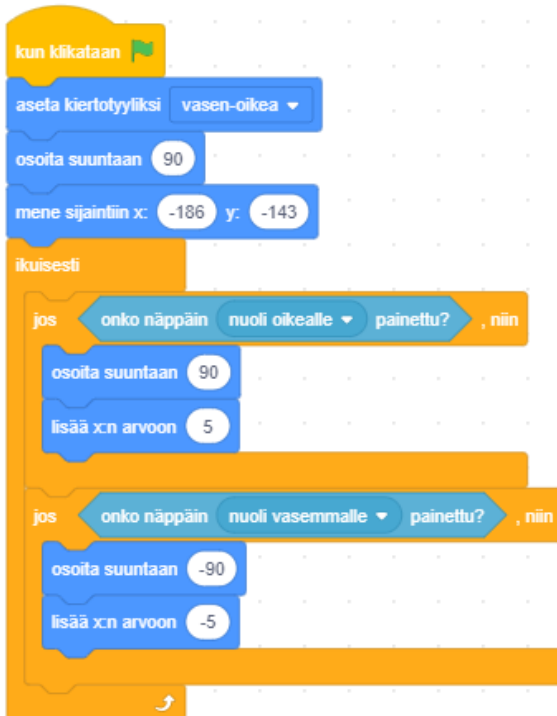 kun klikataan
aseta kiertotyyliksi vasen-oikea
osoita suuntaan 90
mene sijaintiin x: -186 y: -143
ikuisesti
jos onko näppäin nuoli oikealle painettu? , niin
osoita suuntaan 90
lisää x:n arvoon 5
jos onko näppäin nuoli vasemmalle painettu? , niin
osoita suuntaan -90
lisää x:n arvoon -5